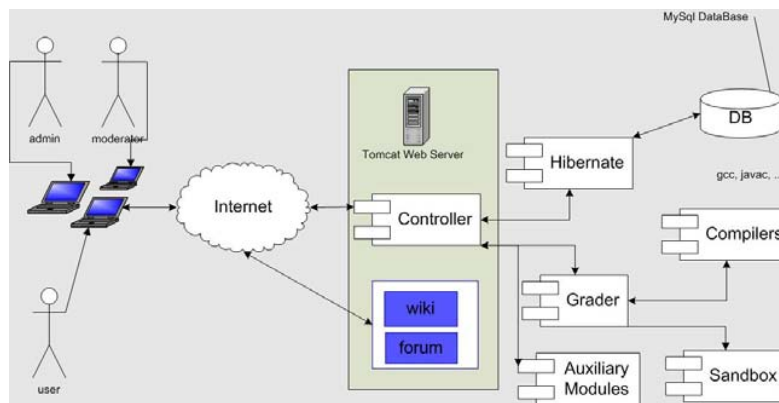 MySql DataBase
admin
moderator
Tomcat Web Server
DB
Hibernate
gcc, javac, ...
Internet
Controller
Compilers
wiki
Grader
forum
user
Auxiliary
Modules
Sandbox